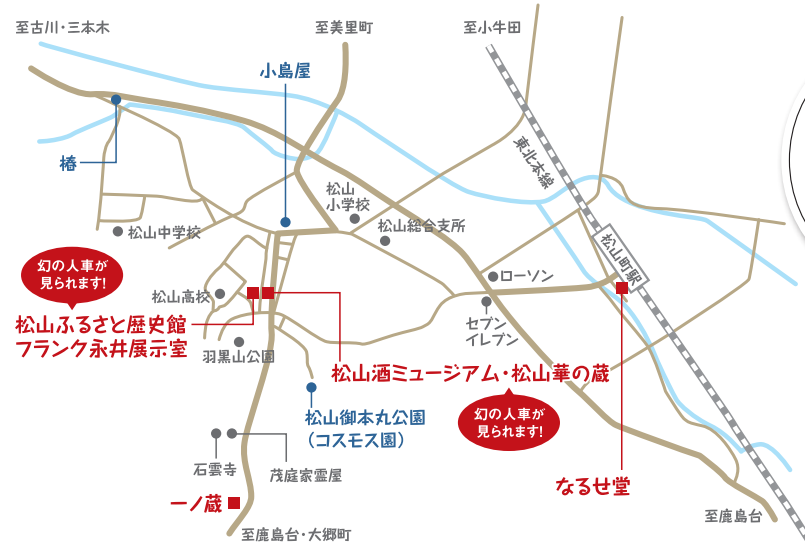 至古川・三本木
至美里町
至小牛田
小島屋
東北本線
椿
松山
小学校
松山中学校
松山総合支所
松山町駅
幻の人車が
見られます!
ローソン
松山高校
松山ふるさと歴史館
フランク永井展示室
セブン
イレブン
羽黒山公園
松山酒ミュージアム・松山華の蔵
松山御本丸公園
(コスモス園)
幻の人車が
見られます!
石雲寺
茂庭家霊屋
なるせ堂
一ノ蔵
至鹿島台
至鹿島台・大郷町